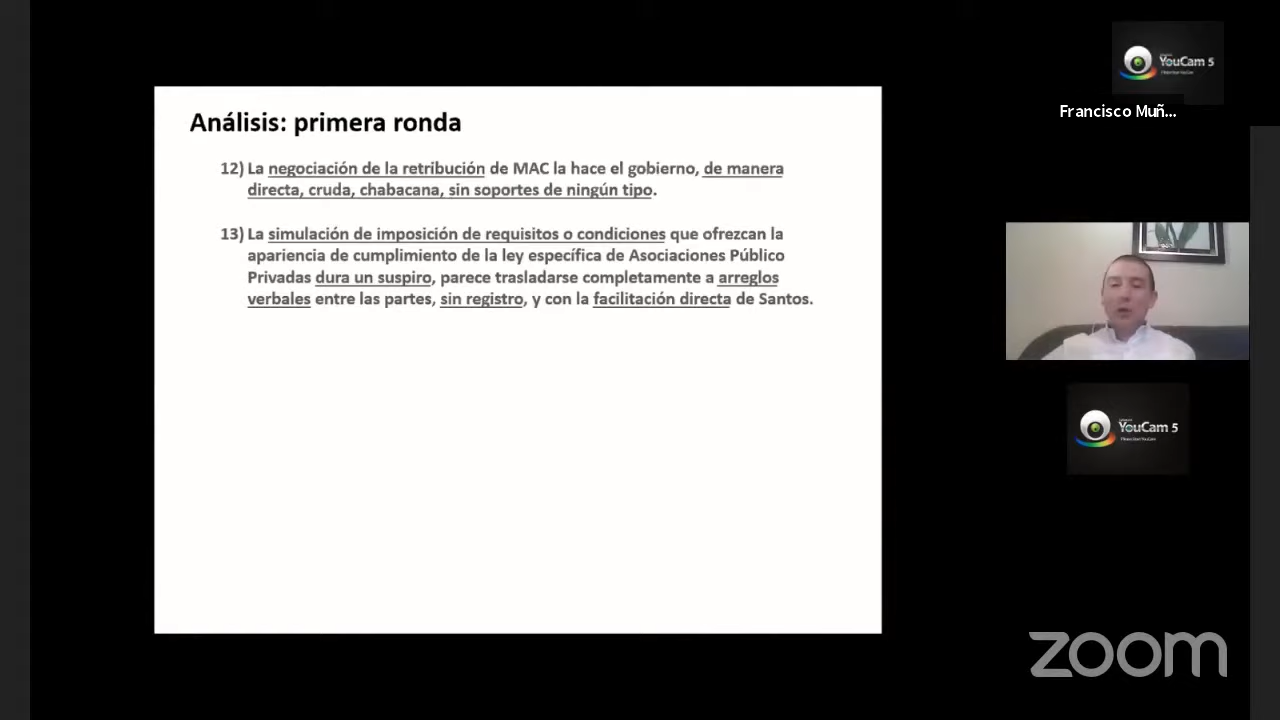 Análisis: primera ronda
12) La negociación de la retribución de MAC la hace el gobierno, de manera
directa, cruda, chabacana, sin soportes de ningún tipo.
13) La simulación de imposición de requisitos o condiciones que ofrezcan la
apariencia de cumplimiento de la ley específica de Asociaciones Público
Privadas dura un suspiro, parece trasladarse completamente a arreglos
verbales entre las partes, sin registro, y con la facilitación directa de Santos.
YouCam 5
Francisco Muñ...
YouCam 5
zoom